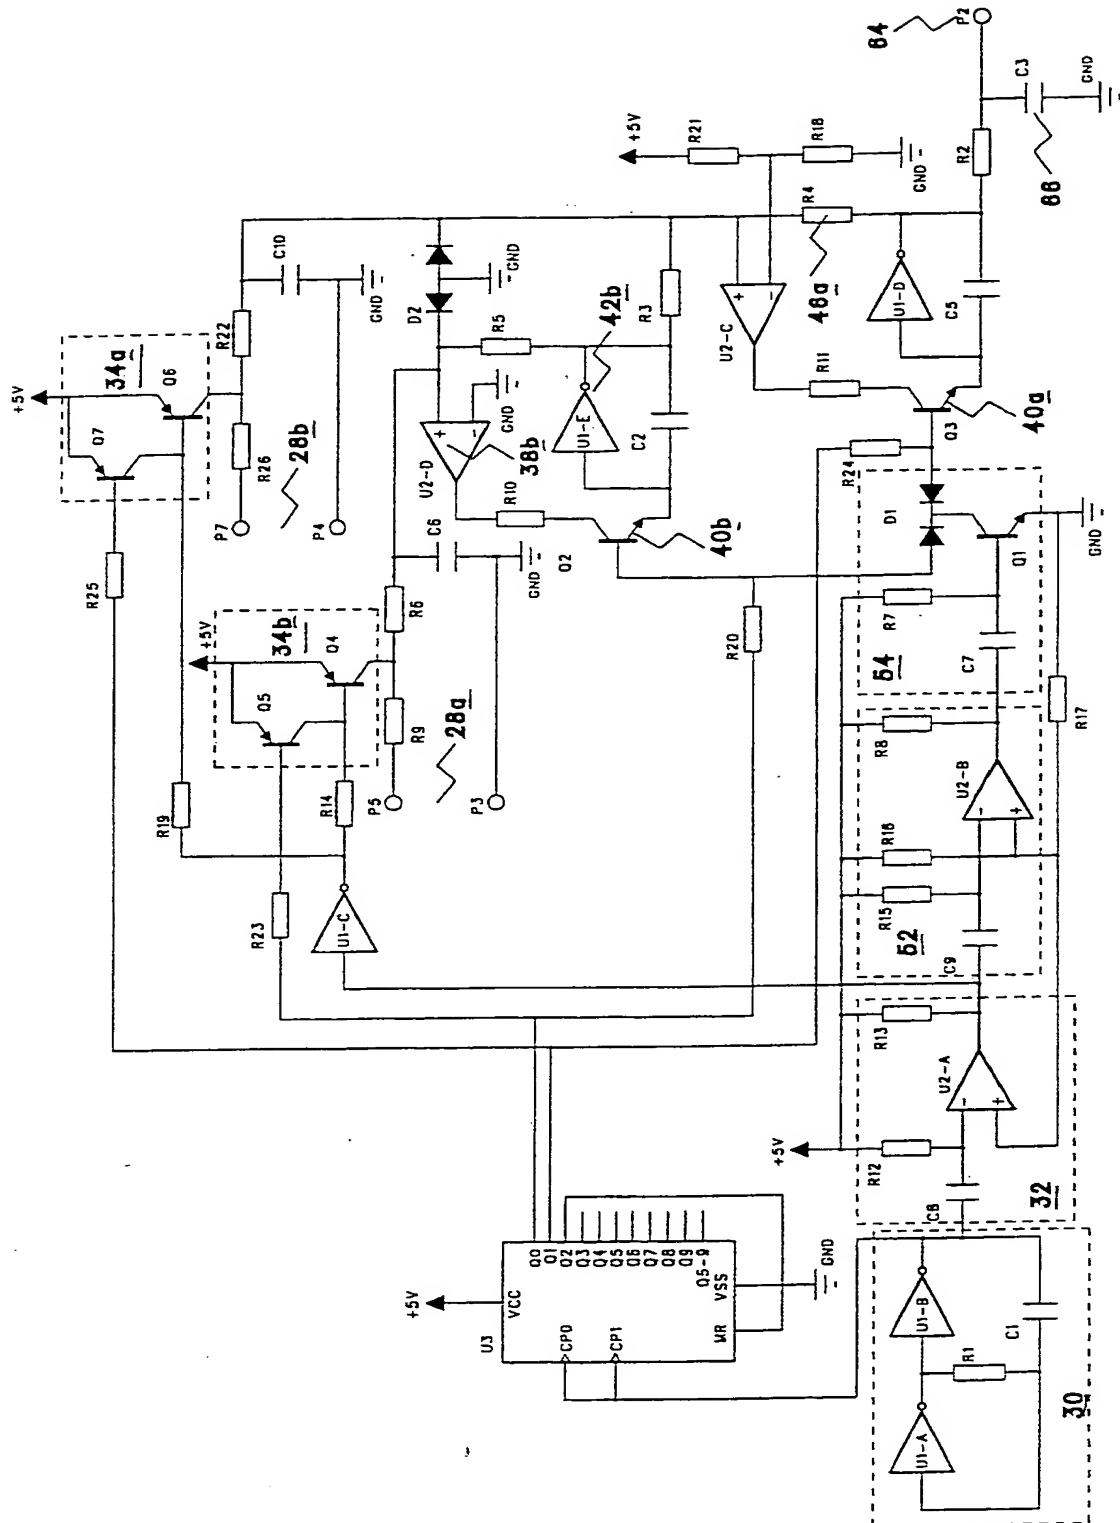 64
P2
C3
GND
66
+5V
R21
R18
GND
R2
R4
48a
U1-D
C5
U2-C
R11
40a
Q3
R24
+5V
34a
Q6
Q7
R22
C10
GND
R26
28b
P7
P4
R25
D2
GND
R5
42b
R3
U1-E
C2
GND
38b
U2-D
R10
40b
Q2
C6
GND
+5V
34b
Q4
Q5
R6
R9
28a
P5
P3
R14
R19
R23
U1-C
R20
D1
Q1
GND
R7
C7
54
R17
R8
U2-B
R16
R15
52
C9
R13
U2-A
+5V
R12
32
C8
+5V
VCC
U3
CP0
CP1
Q0
Q1
Q2
Q3
Q4
Q5
Q6
Q7
Q8
Q9
Q5-9
VSS
MR
GND
U1-B
U1-A
R1
C1
30